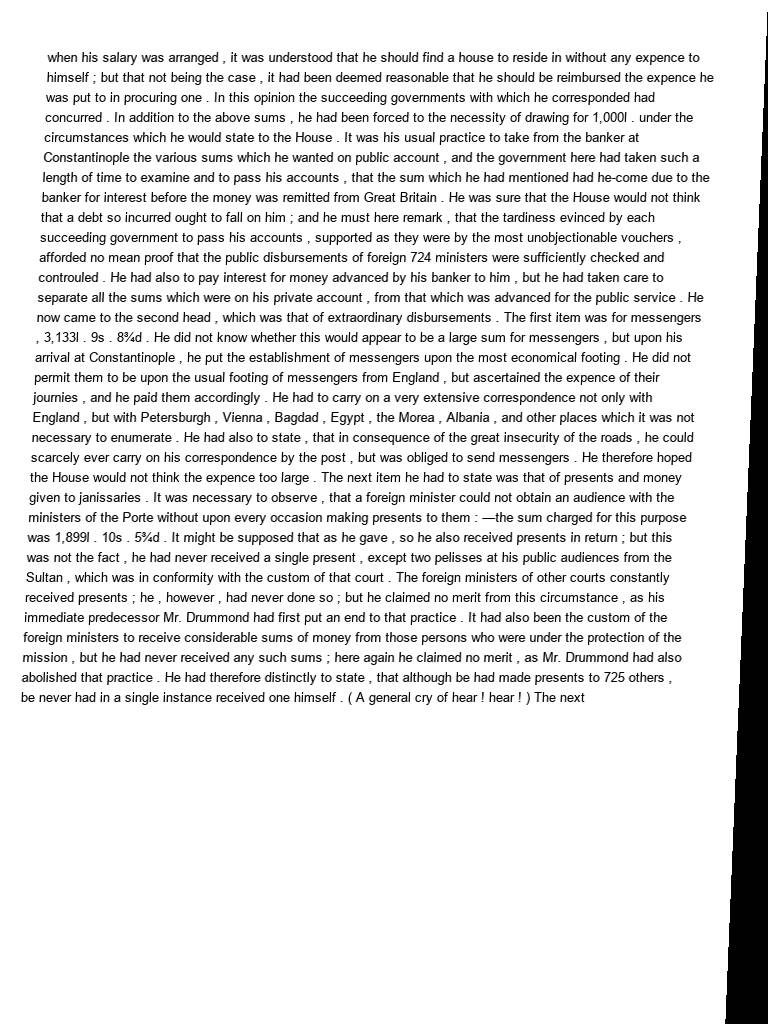 when his salary was arranged , it was understood that he should find a house to reside in without any expence to
himself ; but that not being the case , it had been deemed reasonable that he should be reimbursed the expence he
was put to in procuring one . In this opinion the succeeding governments with which he corresponded had
concurred . In addition to the above sums , he had been forced to the necessity of drawing for 1,000l . under the
circumstances which he would state to the House . It was his usual practice to take from the banker at
Constantinople the various sums which he wanted on public account , and the government here had taken such a
length of time to examine and to pass his accounts , that the sum which he had mentioned had he-come due to the
banker for interest before the money was remitted from Great Britain . He was sure that the House would not think
that a debt so incurred ought to fall on him ; and he must here remark , that the tardiness evinced by each
succeeding government to pass his accounts , supported as they were by the most unobjectionable vouchers ,
afforded no mean proof that the public disbursements of foreign 724 ministers were sufficiently checked and
controuled . He had also to pay interest for money advanced by his banker to him , but he had taken care to
separate all the sums which were on his private account , from that which was advanced for the public service . He
now came to the second head , which was that of extraordinary disbursements . The first item was for messengers
, 3,133l . 9s . 8¾d . He did not know whether this would appear to be a large sum for messengers , but upon his
arrival at Constantinople , he put the establishment of messengers upon the most economical footing . He did not
permit them to be upon the usual footing of messengers from England , but ascertained the expence of their
journies , and he paid them accordingly . He had to carry on a very extensive correspondence not only with
England , but with Petersburgh , Vienna , Bagdad , Egypt , the Morea , Albania , and other places which it was not
necessary to enumerate . He had also to state , that in consequence of the great insecurity of the roads , he could
scarcely ever carry on his correspondence by the post , but was obliged to send messengers . He therefore hoped
the House would not think the expence too large . The next item he had to state was that of presents and money
given to janissaries . It was necessary to observe , that a foreign minister could not obtain an audience with the
ministers of the Porte without upon every occasion making presents to them : —the sum charged for this purpose
was 1,899l . 10s . 5¾d . It might be supposed that as he gave , so he also received presents in return ; but this
was not the fact , he had never received a single present , except two pelisses at his public audiences from the
Sultan , which was in conformity with the custom of that court . The foreign ministers of other courts constantly
received presents ; he , however , had never done so ; but he claimed no merit from this circumstance , as his
immediate predecessor Mr. Drummond had first put an end to that practice . It had also been the custom of the
foreign ministers to receive considerable sums of money from those persons who were under the protection of the
mission , but he had never received any such sums ; here again he claimed no merit , as Mr. Drummond had also
abolished that practice . He had therefore distinctly to state , that although be had made presents to 725 others ,
be never had in a single instance received one himself . ( A general cry of hear ! hear ! ) The next